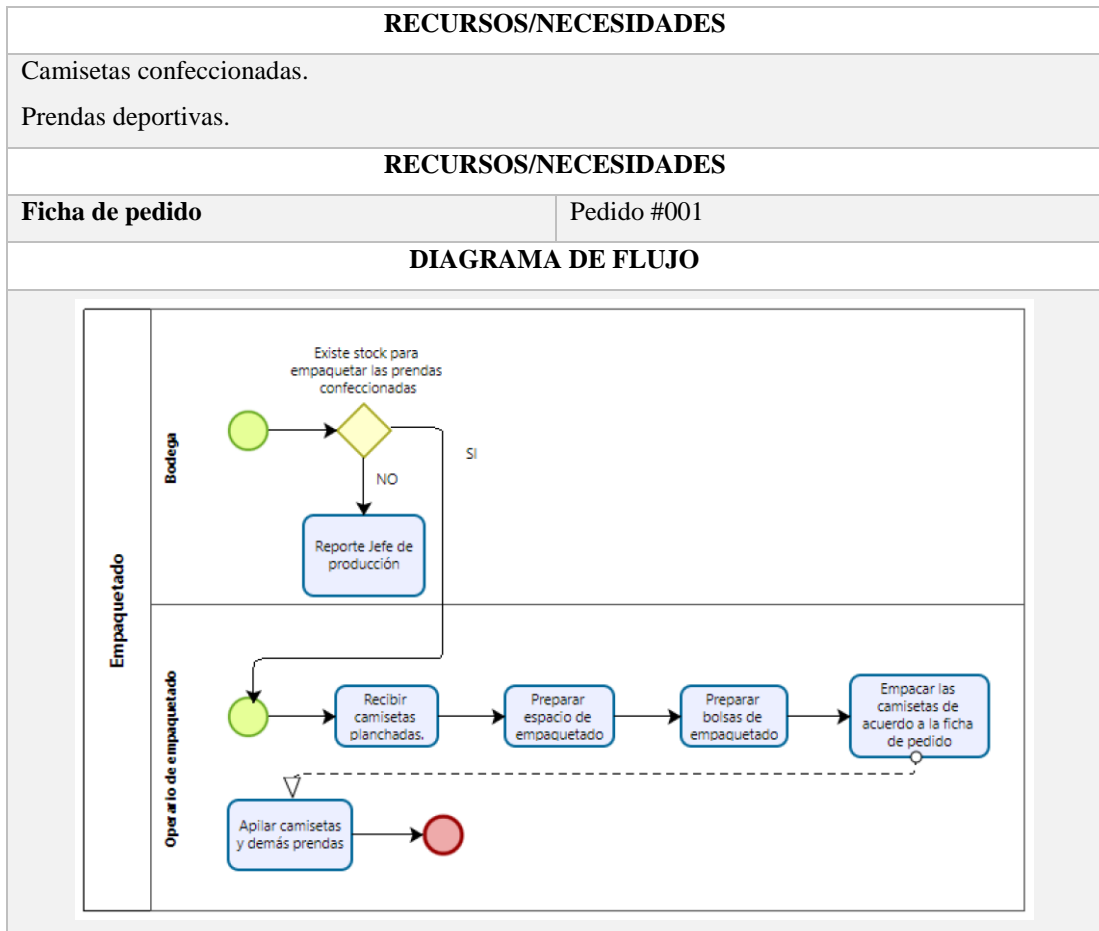 RECURSOS/NECESIDADES
Camisetas confeccionadas.
Prendas deportivas.
RECURSOS/NECESIDADES
Ficha de pedido
Pedido #001
DIAGRAMA DE FLUJO
Empaquetado
Bodega
Existe stock para
empaquetar las prendas
confeccionadas
SI
NO
Reporte Jefe de
producción
Operario de empaquetado
Recibir
camisetas
planchadas.
Preparar
espacio de
empaquetado
Preparar
bolsas de
empaquetado
Empacar las
camisetas de
acuerdo a la ficha
de pedido
Apilar camisetas
y demás prendas